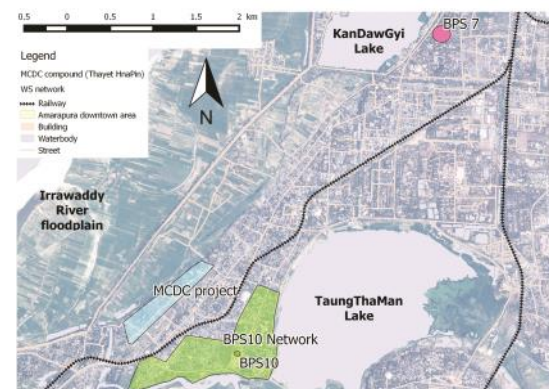 0.5 0 0.5 1 1.5 2 km
Legend
MCDC compound (Thayet HnaPin)
WS network
Railway
Amarapura downtown area
Building
Waterbody
Street
N
KanDawGyi
Lake
BPS 7
Irrawaddy
River
floodplain
MCDC project
TaungThaMan
Lake
BPS10 Network
BPS10